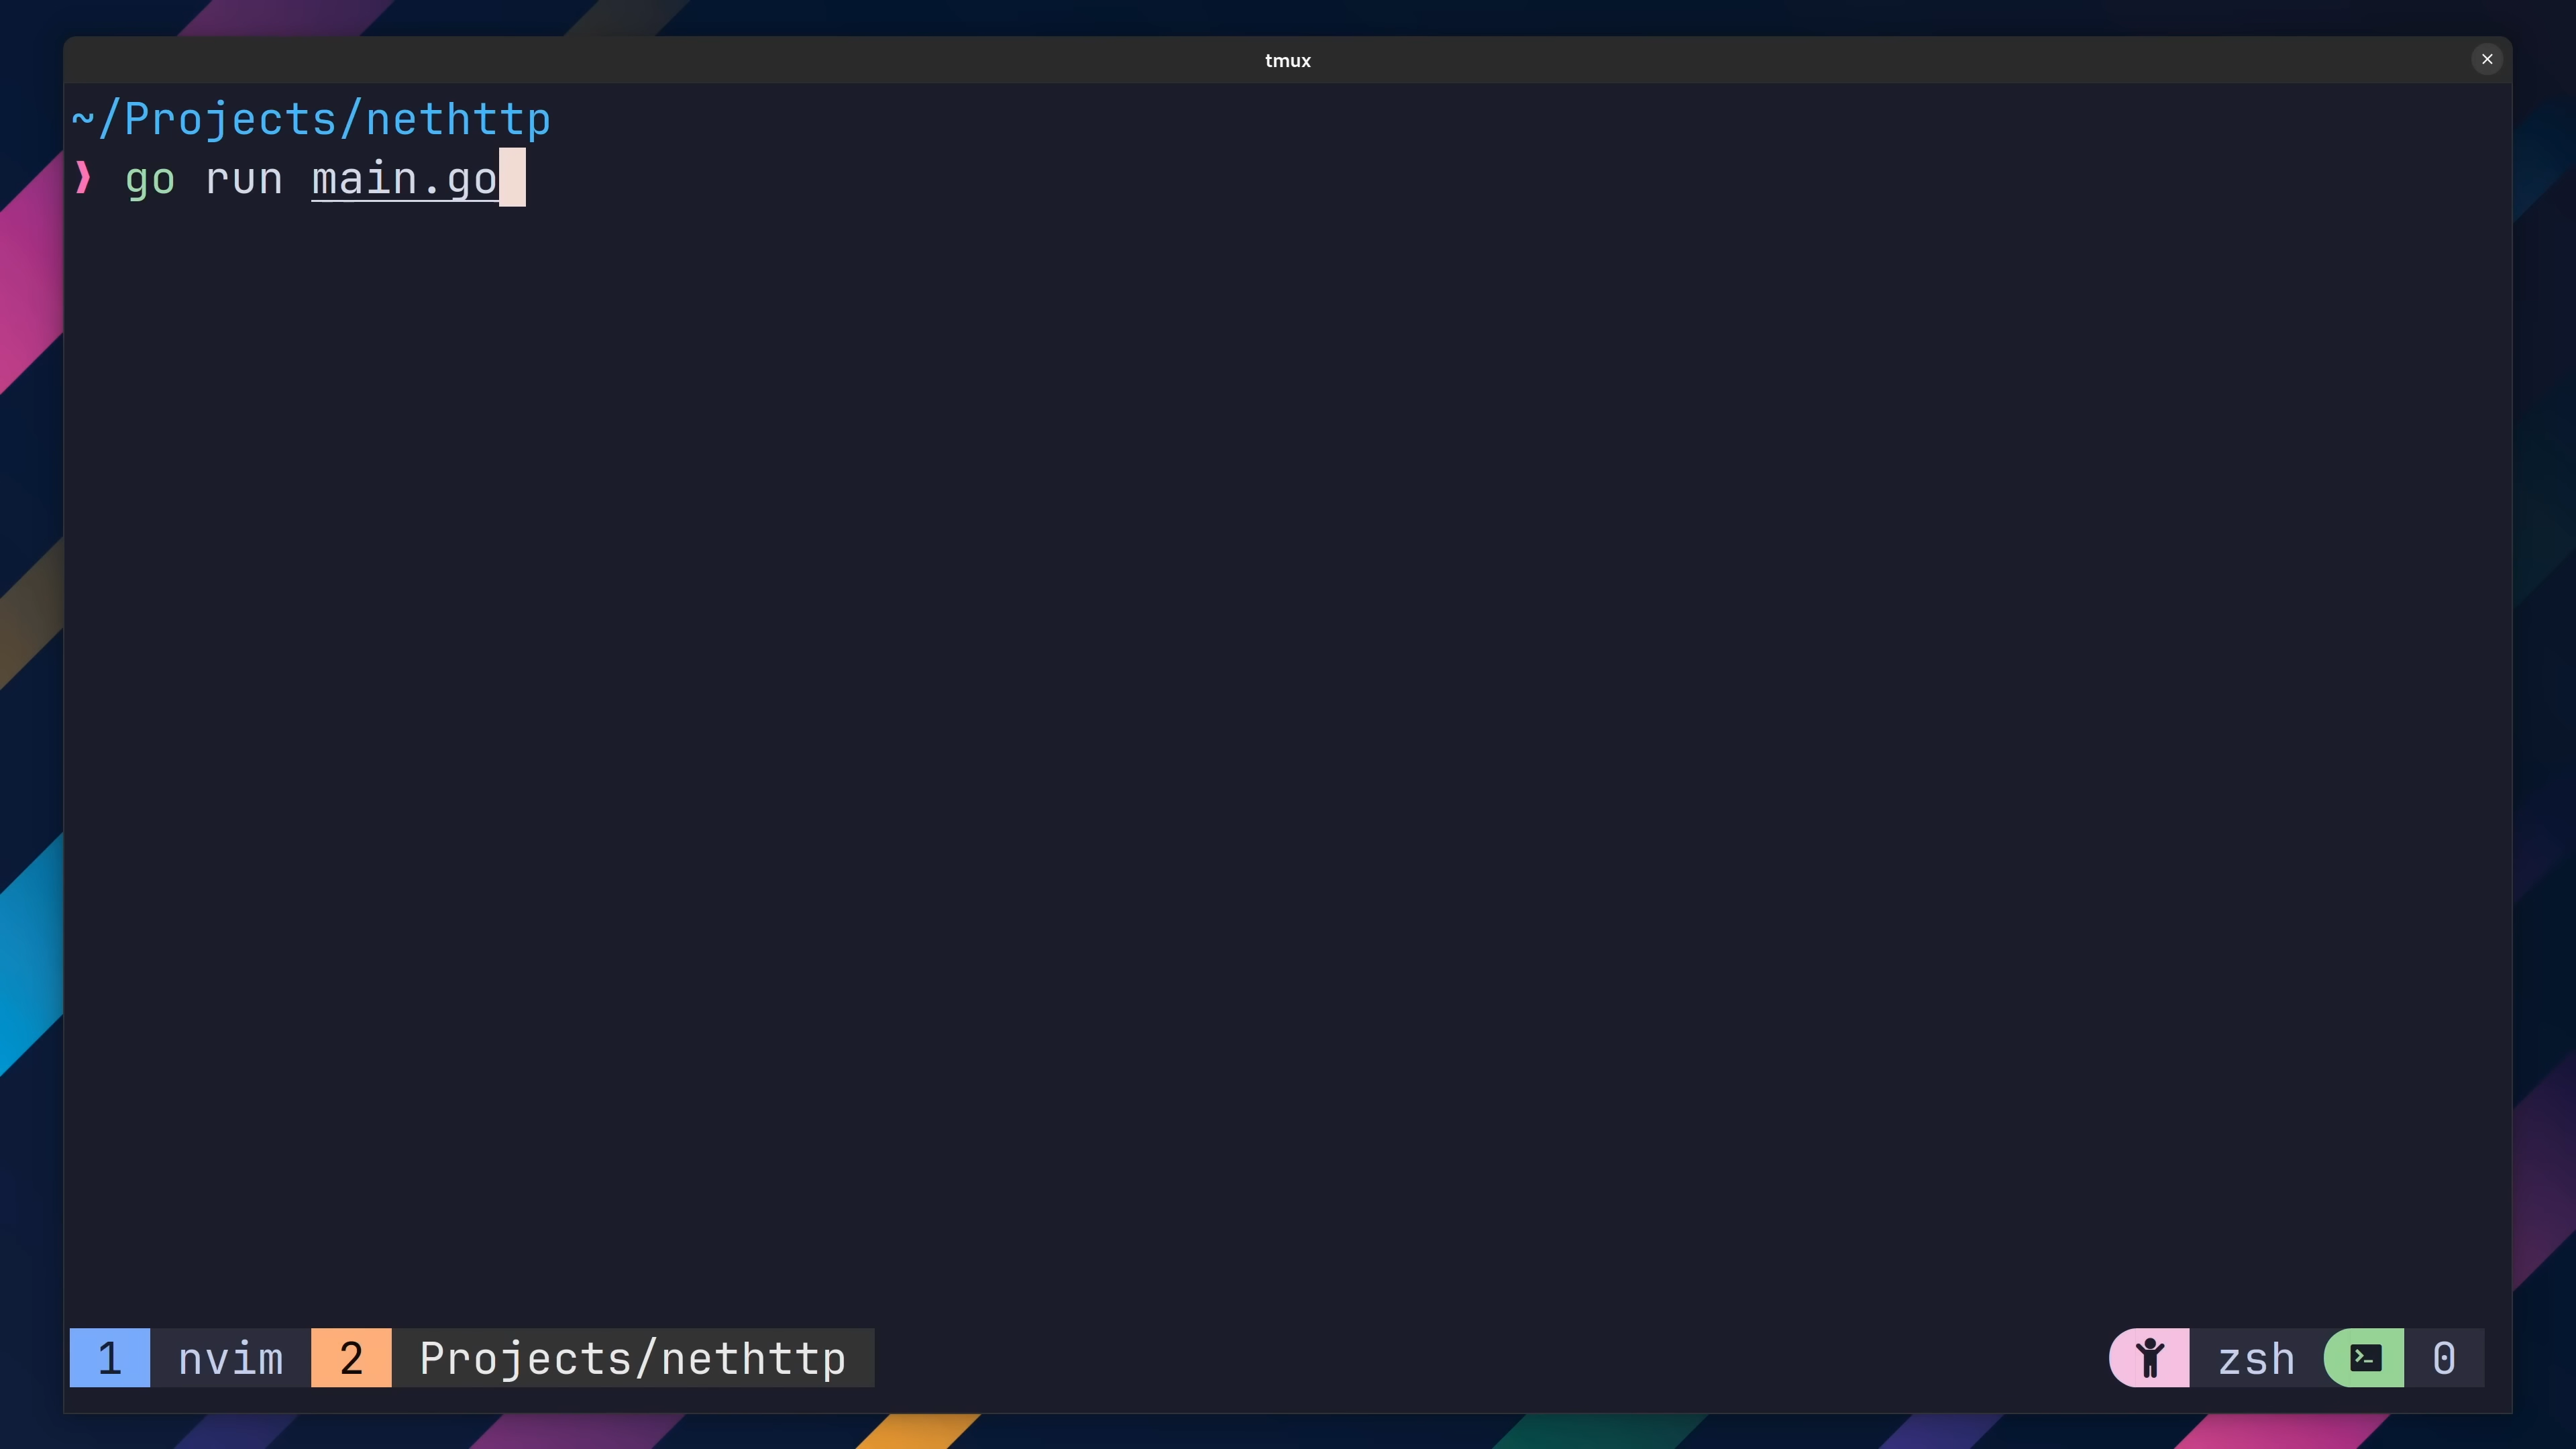 tmux
~/Projects/nethttp
❯ go run main.go
1 nvim 2 Projects/nethttp zsh 0